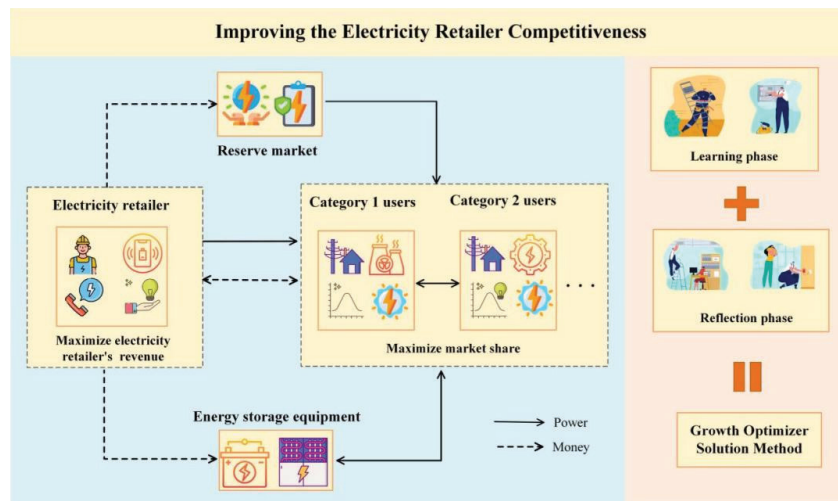 Improving the Electricity Retailer Competitiveness
Reserve market
Electricity retailer
Maximize electricity
retailer's revenue
Category 1 users
Category 2 users
. . .
Maximize market share
Energy storage equipment
Power
Money
Learning phase
Reflection phase
Growth Optimizer
Solution Method